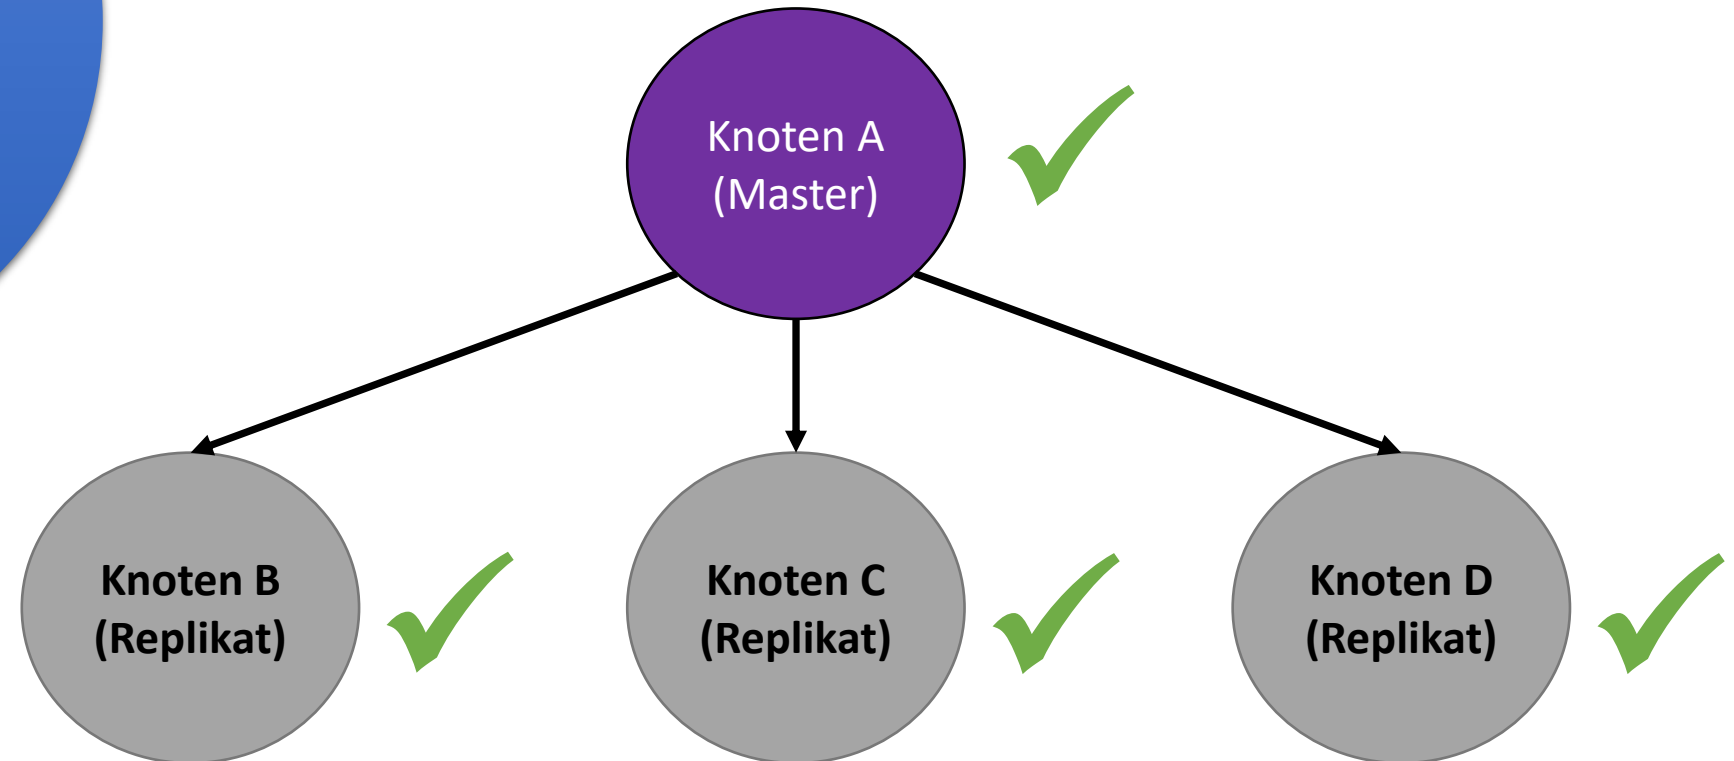 Knoten A
(Master)
Knoten B
(Replikat)
Knoten C
(Replikat)
Knoten D
(Replikat)